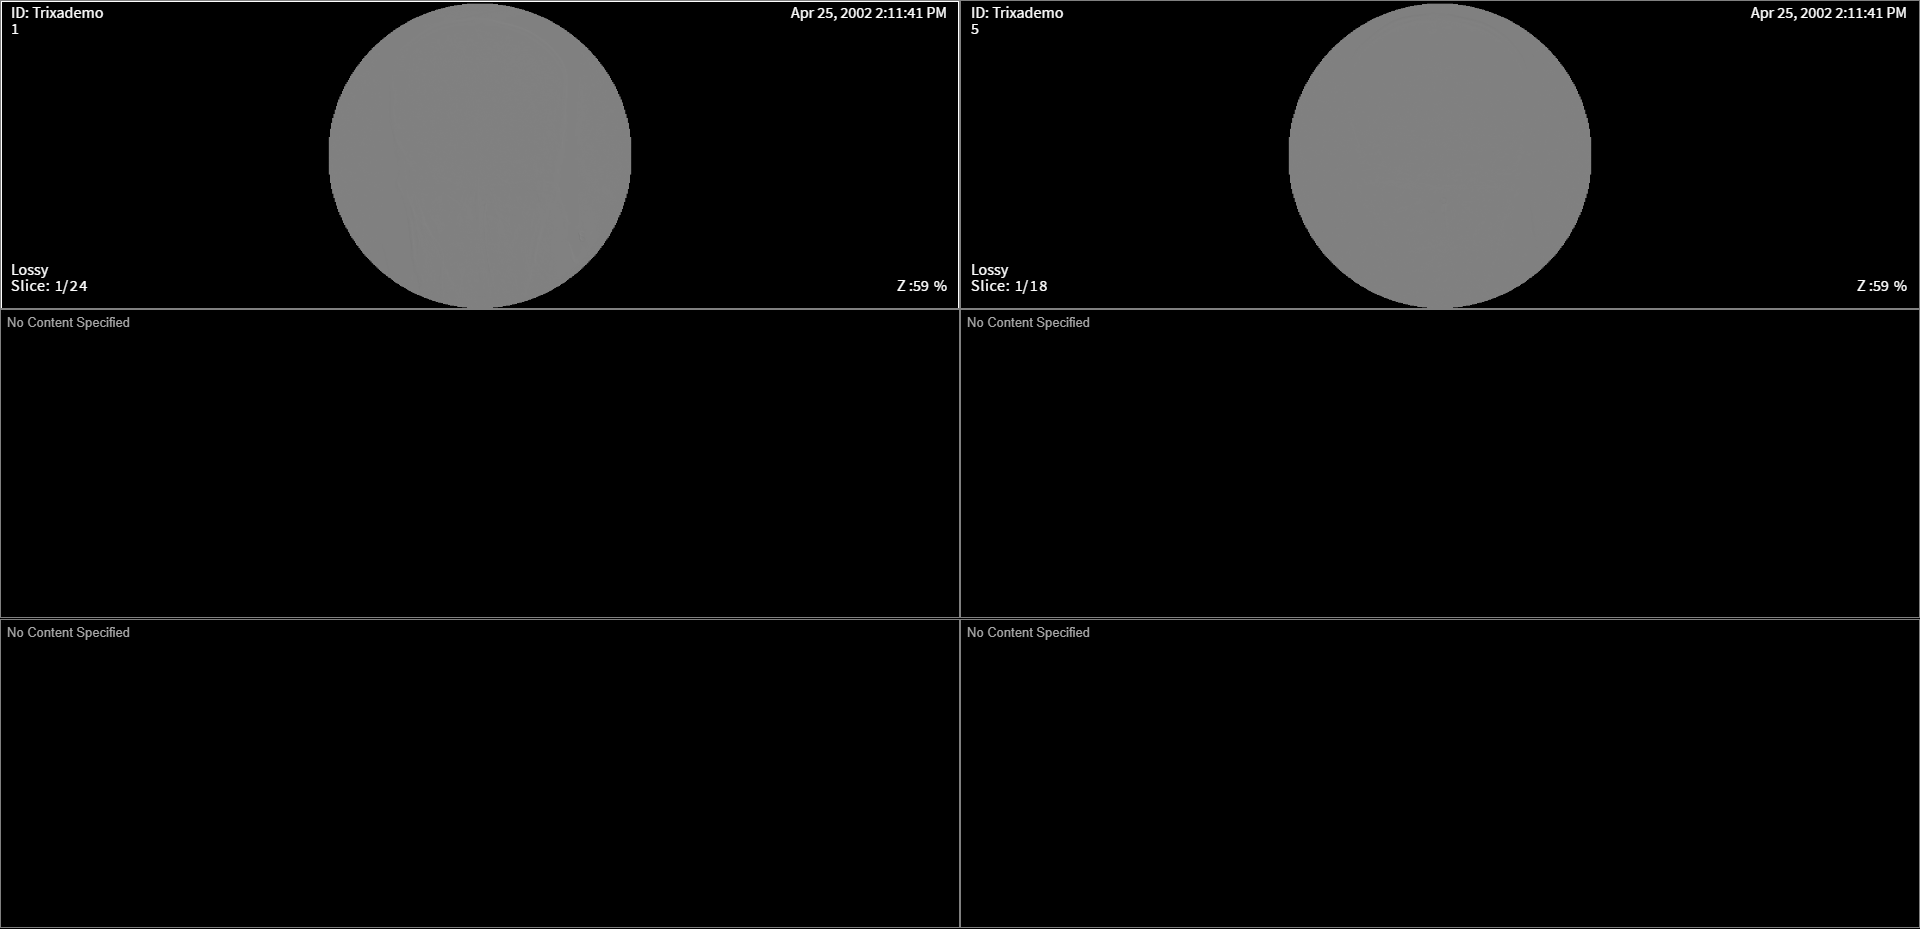 ID: Trixademo
1
Apr 25, 2002 2:11:41 PM
Lossy
Slice: 1/24
Z :59 %
ID: Trixademo
5
Apr 25, 2002 2:11:41 PM
Lossy
Slice: 1/18
Z :59 %
No Content Specified
No Content Specified
No Content Specified
No Content Specified